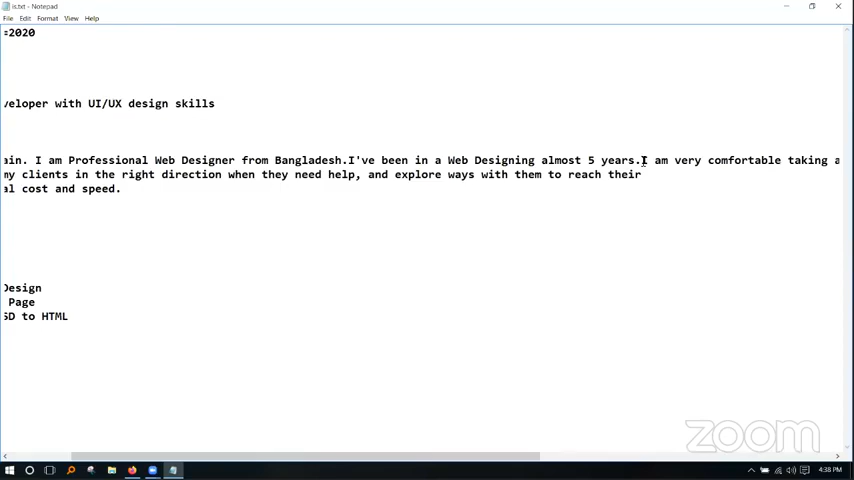 is.txt - Notepad
File Edit Format View Help
=2020
veloper with UI/UX design skills
ain. I am Professional Web Designer from Bangladesh.I've been in a Web Designing almost 5 years.I am very comfortable taking a
my clients in the right direction when they need help, and explore ways with them to reach their
al cost and speed.
Design
Page
SD to HTML
zoom
4:38 PM